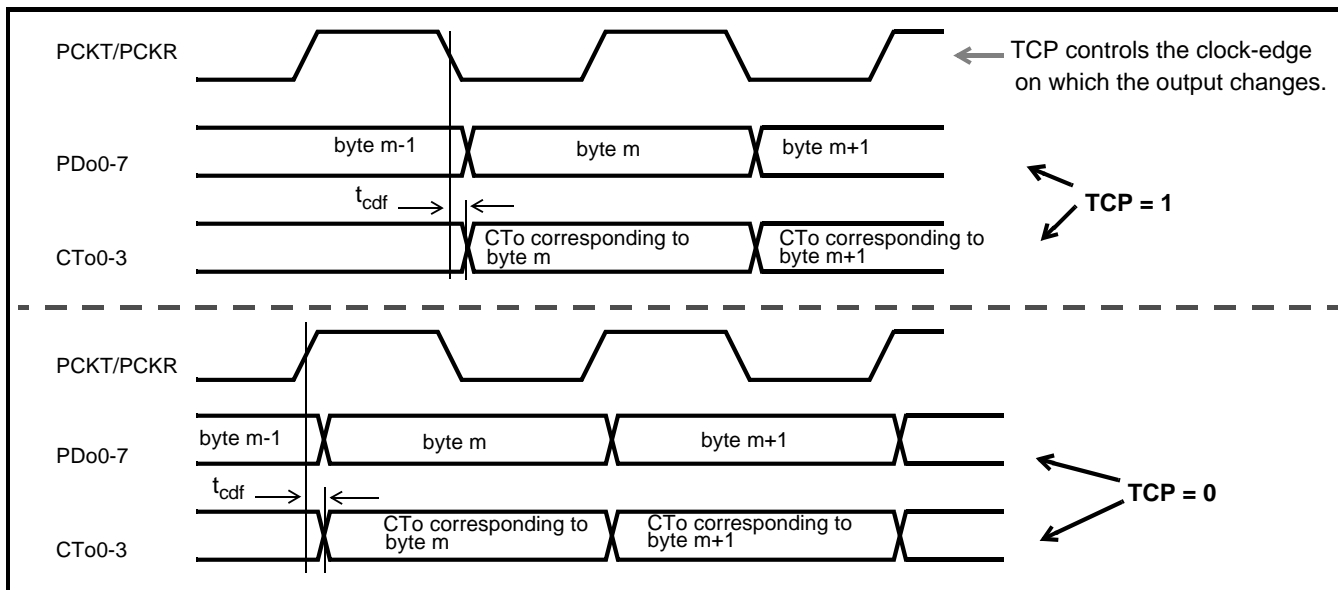 PCKT/PCKR
TCP controls the clock-edge
on which the output changes.
byte m-1
byte m
byte m+1
PDo0-7
tcdf
TCP = 1
CTo corresponding to
byte m
CTo corresponding to
byte m+1
CTo0-3
PCKT/PCKR
byte m-1
byte m
byte m+1
PDo0-7
tcdf
TCP = 0
CTo corresponding to
byte m
CTo corresponding to
byte m+1
CTo0-3